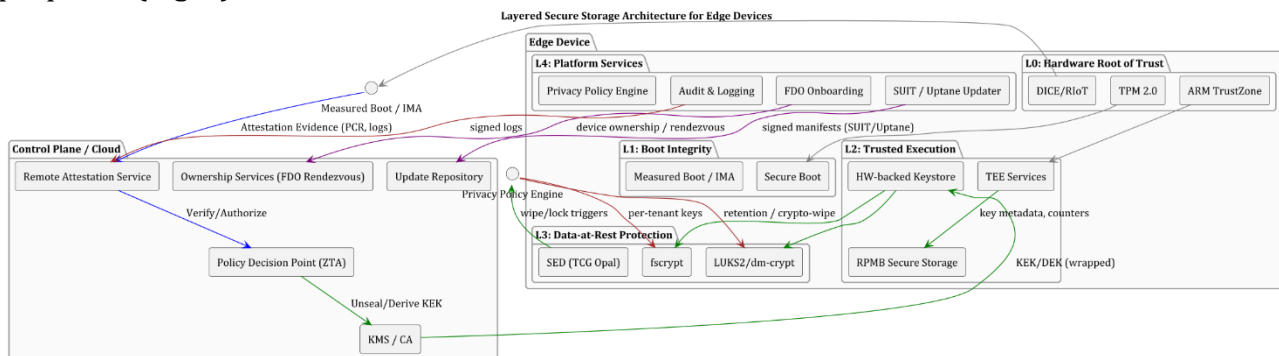 Layered Secure Storage Architecture for Edge Devices
Edge Device
L4: Platform Services
Privacy Policy Engine
Audit & Logging
FDO Onboarding
SUIT / Uptane Updater
L0: Hardware Root of Trust
DICE/RIoT
TPM 2.0
ARM TrustZone
Measured Boot / IMA
Attestation Evidence (PCR, logs)
signed logs
device ownership / rendezvous
signed manifests (SUIT/Uptane)
Control Plane / Cloud
Remote Attestation Service
Ownership Services (FDO Rendezvous)
Update Repository
L1: Boot Integrity
Measured Boot / IMA
Secure Boot
L2: Trusted Execution
HW-backed Keystore
TEE Services
Privacy Policy Engine
Verify/Authorize
wipe/lock triggers
per-tenant keys
retention / crypto-wipe
key metadata, counters
L3: Data-at-Rest Protection
SED (TCG Opal)
fscrypt
LUKS2/dm-crypt
RPMB Secure Storage
KEK/DEK (wrapped)
Policy Decision Point (ZTA)
Unseal/Derive KEK
KMS / CA